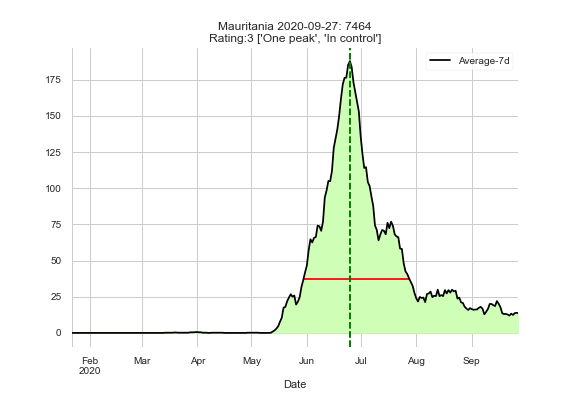 Mauritania 2020-09-27: 7464
Rating:3 ['One peak', 'In control']
Average-7d
175
150
125
100
75
50
25
0
Feb Mar Apr May Jun Jul Aug Sep
2020
Date